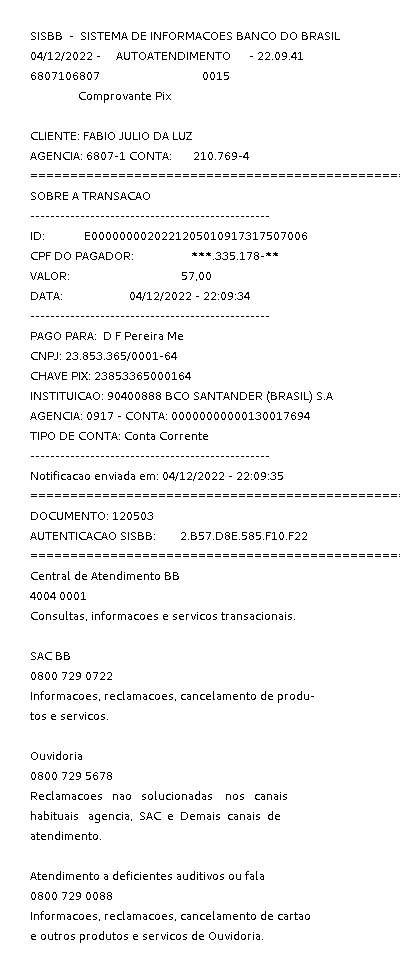 SISBB - SISTEMA DE INFORMACOES BANCO DO BRASIL
04/12/2022 - AUTOATENDIMENTO - 22.09.41
6807106807 0015
Comprovante Pix
CLIENTE: FABIO JULIO DA LUZ
AGENCIA: 6807-1 CONTA: 210.769-4
================================================
SOBRE A TRANSACAO
------------------------------------------------
ID: E00000000202212050109173175​07006
CPF DO PAGADOR: ***.335.178-**
VALOR: 57,00
DATA: 04/12/2022 - 22:09:34
------------------------------------------------
PAGO PARA: D F Pereira Me
CNPJ: 23.853.365/0001-64
CHAVE PIX: 23853365000164
INSTITUICAO: 90400888 BCO SANTANDER (BRASIL) S.A
AGENCIA: 0917 - CONTA: 00000000000130017694
TIPO DE CONTA: Conta Corrente
------------------------------------------------
Notificacao enviada em: 04/12/2022 - 22:09:35
================================================
DOCUMENTO: 120503
AUTENTICACAO SISBB: 2.B57.D8E.585.F10.F22
================================================
Central de Atendimento BB
4004 0001
Consultas, informacoes e servicos transacionais.
SAC BB
0800 729 0722
Informacoes, reclamacoes, cancelamento de produ-
tos e servicos.
Ouvidoria
0800 729 5678
Reclamacoes nao solucionadas nos canais
habituais agencia, SAC e Demais canais de
atendimento.
Atendimento a deficientes auditivos ou fala
0800 729 0088
Informacoes, reclamacoes, cancelamento de cartao
e outros produtos e servicos de Ouvidoria.